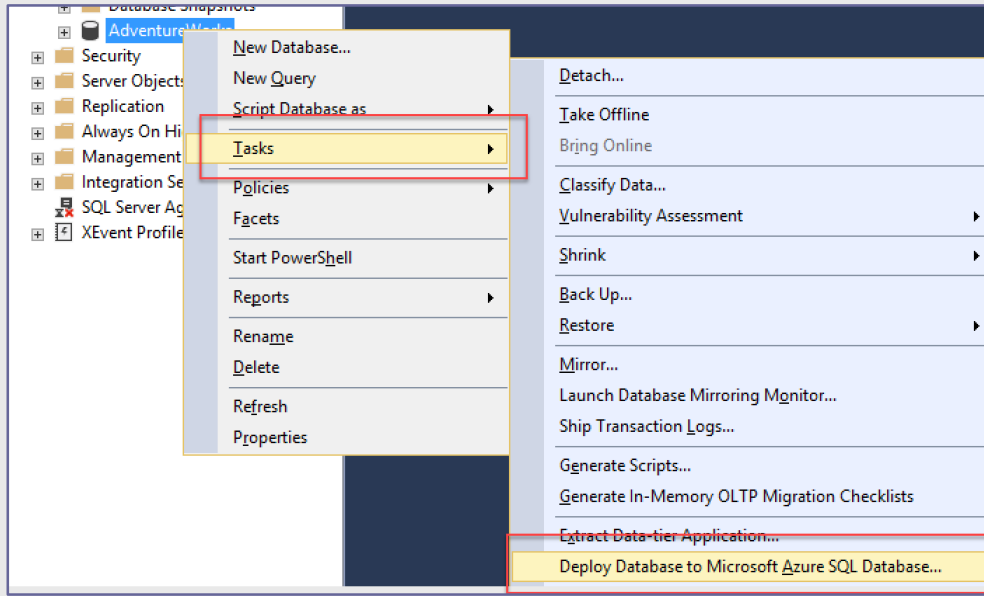 Database Snapshots
AdventureWorks
Security
Server Objects
Replication
Always On Hi
Management
Integration Se
SQL Server Ag
XEvent Profile
New Database...
New Query
Script Database as
Tasks
Policies
Facets
Start PowerShell
Reports
Rename
Delete
Refresh
Properties
Detach...
Take Offline
Bring Online
Classify Data...
Vulnerability Assessment
Shrink
Back Up...
Restore
Mirror...
Launch Database Mirroring Monitor...
Ship Transaction Logs...
Generate Scripts...
Generate In-Memory OLTP Migration Checklists
Extract Data-tier Application...
Deploy Database to Microsoft Azure SQL Database...